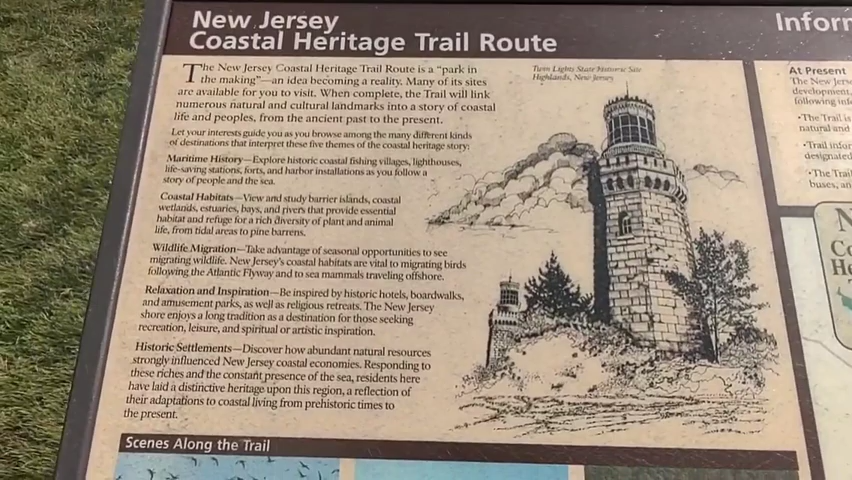 New Jersey
Coastal Heritage Trail Route
The New Jersey Coastal Heritage Trail Route is a "park in
the making"—an idea becoming a reality. Many of its sites
are available for you to visit. When complete, the Trail will link
numerous natural and cultural landmarks into a story of coastal
life and peoples, from the ancient past to the present.
Let your interests guide you as you browse among the many different kinds
of destinations that interpret these five themes of the coastal heritage story:
Maritime History—Explore historic coastal fishing villages, lighthouses,
life-saving stations, forts, and harbor installations as you follow a
story of people and the sea.
Coastal Habitats—View and study barrier islands, coastal
wetlands, estuaries, bays, and rivers that provide essential
habitat and refuge for a rich diversity of plant and animal
life, from tidal areas to pine barrens.
Wildlife Migration—Take advantage of seasonal opportunities to see
migrating wildlife. New Jersey's coastal habitats are vital to migrating birds
following the Atlantic Flyway and to sea mammals traveling offshore.
Relaxation and Inspiration—Be inspired by historic hotels, boardwalks,
and amusement parks, as well as religious retreats. The New Jersey
shore enjoys a long tradition as a destination for those seeking
recreation, leisure, and spiritual or artistic inspiration.
Historic Settlements—Discover how abundant natural resources
strongly influenced New Jersey coastal economies. Responding to
these riches and the constant presence of the sea, residents here
have laid a distinctive heritage upon this region, a reflection of
their adaptations to coastal living from prehistoric times to
the present.
Twin Lights State Historic Site
Highlands, New Jersey
Scenes Along the Trail
Inform
At Present
The New Jerse
development,
following inf
•The Trail is
natural and
•Trail infor
designated
•The Trai
buses, an
N
Co
He